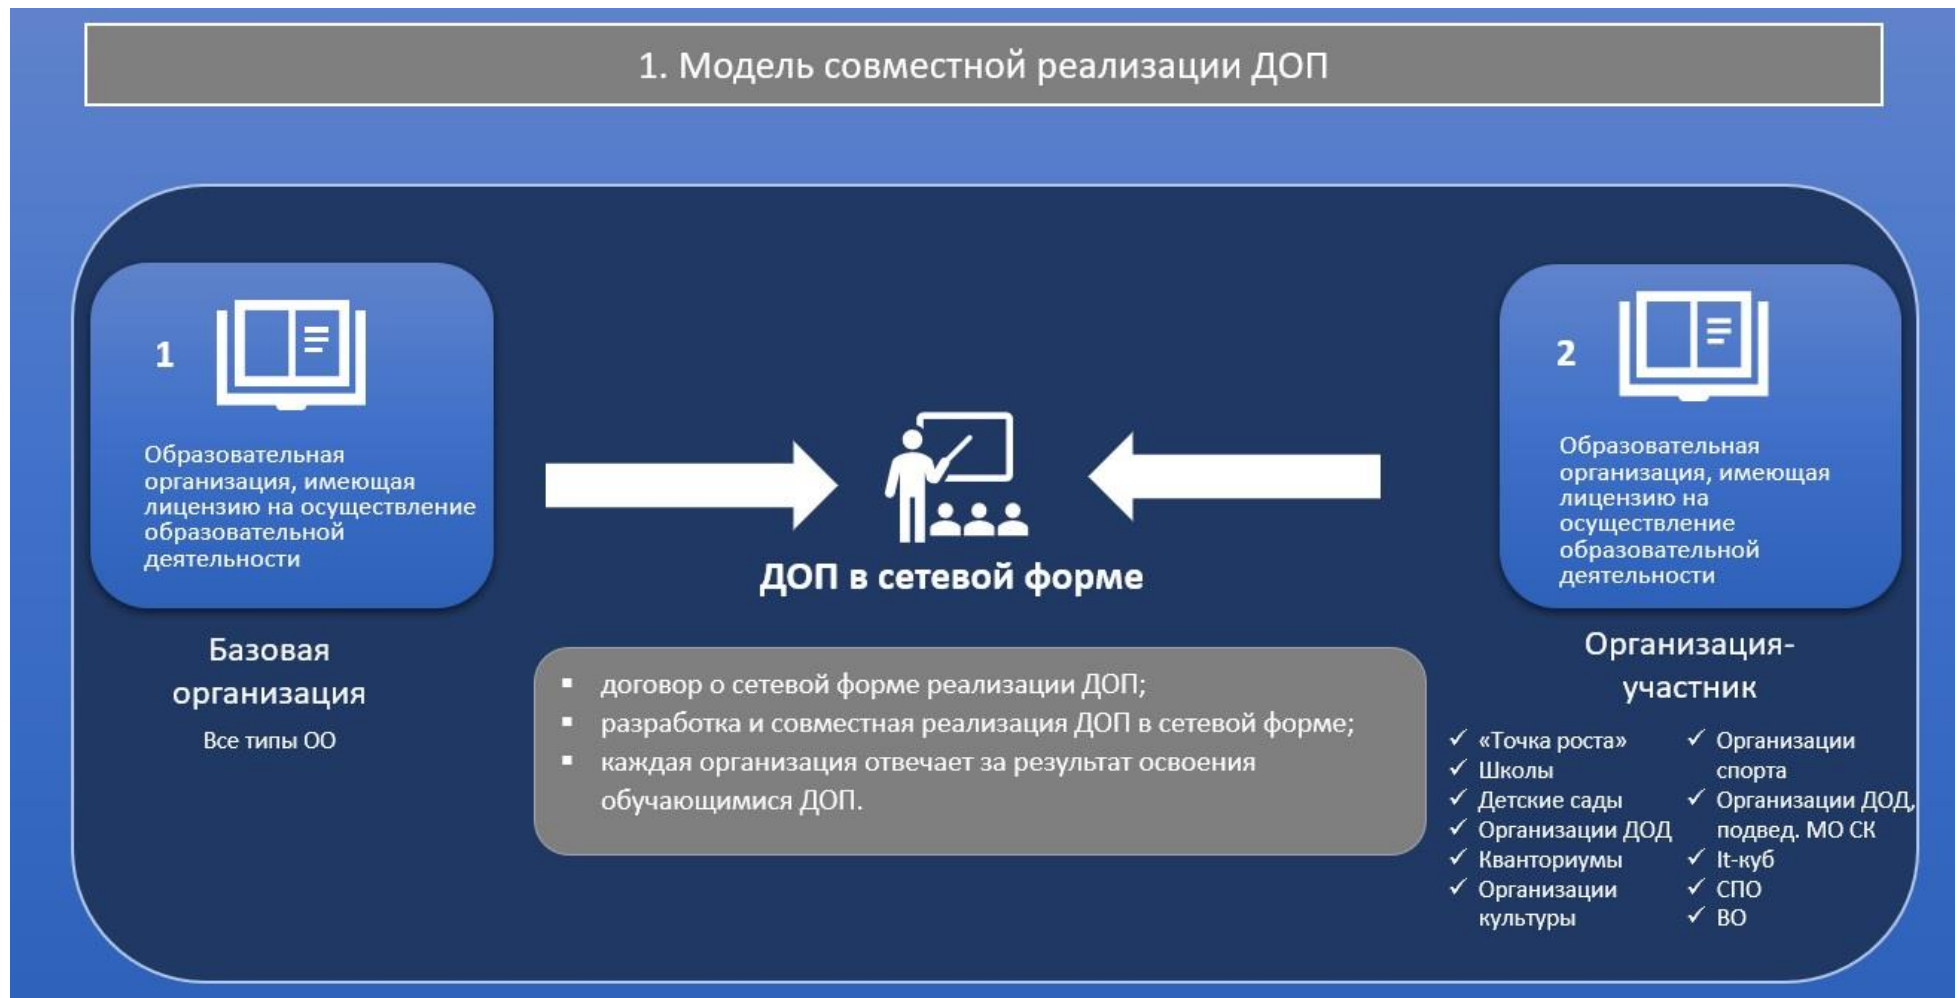 1. Модель совместной реализации ДОП
1
Образовательная
организация, имеющая
лицензию на осуществление
образовательной
деятельности
Базовая
организация
Все типы ОО
ДОП в сетевой форме
▪ договор о сетевой форме реализации ДОП;
▪ разработка и совместная реализация ДОП в сетевой форме;
▪ каждая организация отвечает за результат освоения
обучающимися ДОП.
2
Образовательная
организация, имеющая
лицензию на
осуществление
образовательной
деятельности
Организация-
участник
✓ «Точка роста»
✓ Школы
✓ Детские сады
✓ Организации ДОД
✓ Кванториумы
✓ Организации
культуры
✓ Организации
спорта
✓ Организации ДОД,
подвед. МО СК
✓ It-куб
✓ СПО
✓ ВО